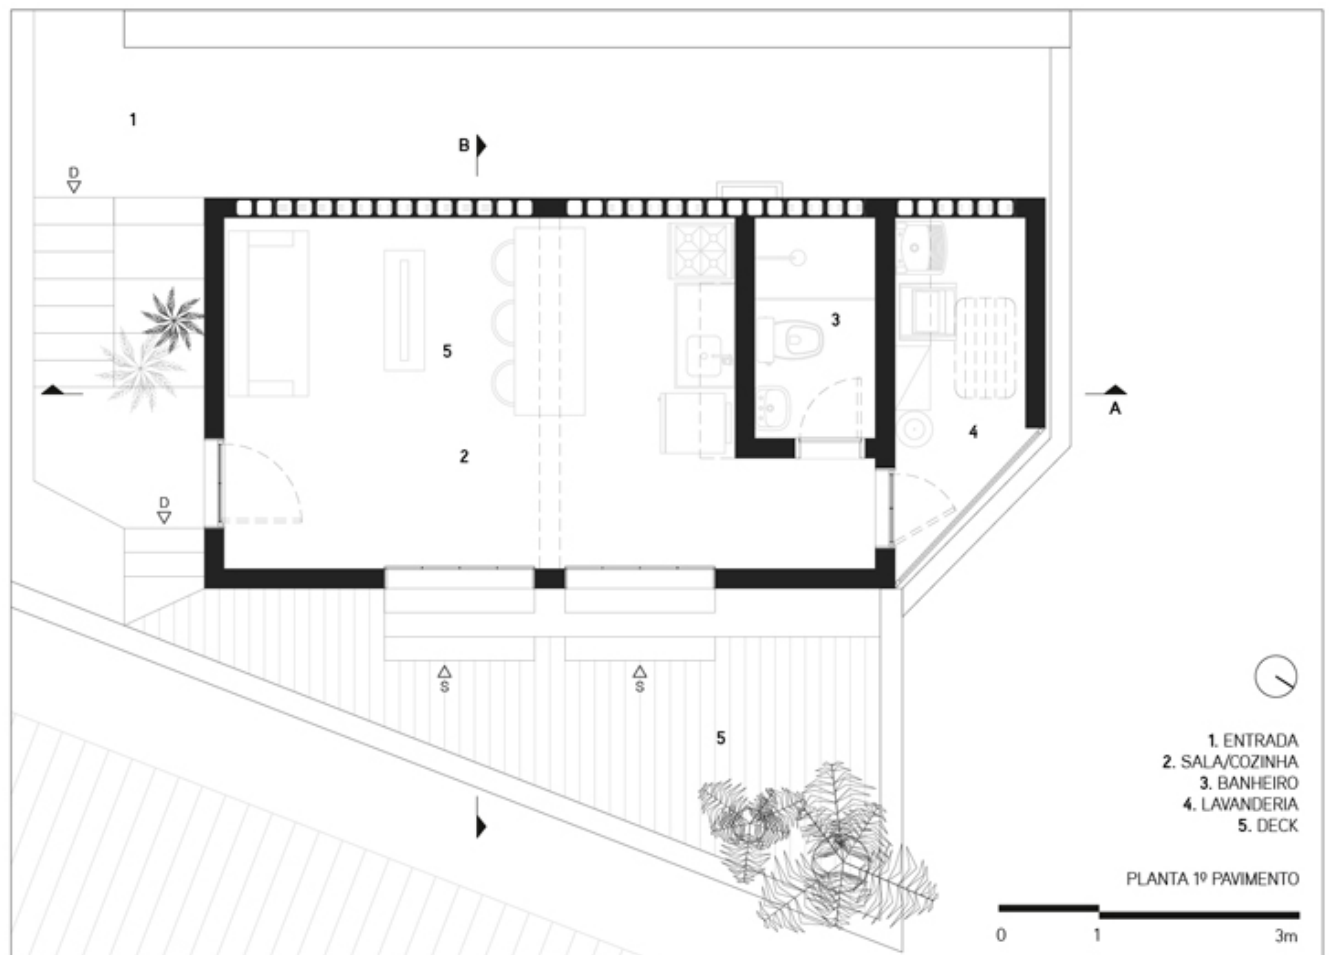 1
B
D
5
3
A
4
2
D
S
S
5
1. ENTRADA
2. SALA/COZINHA
3. BANHEIRO
4. LAVANDERIA
5. DECK
PLANTA 1º PAVIMENTO
0 1 3m